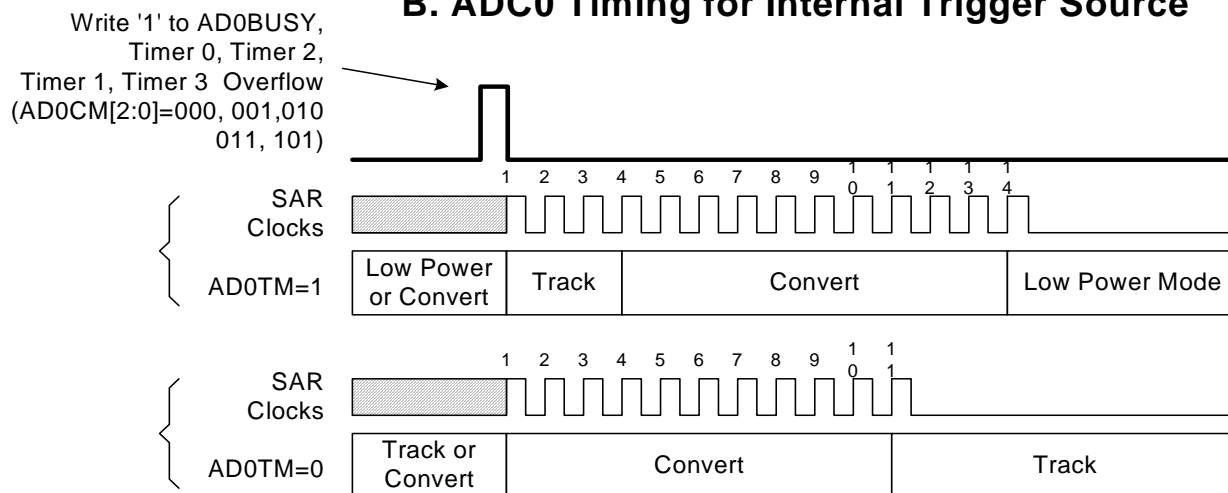 B. ADC0 Timing for Internal Trigger Source
Write '1' to AD0BUSY,
Timer 0, Timer 2,
Timer 1, Timer 3 Overflow
(AD0CM[2:0]=000, 001,010
011, 101)
1 2 3 4 5 6 7 8 9 10 11 12 13 14
SAR
Clocks
AD0TM=1
Low Power
or Convert
Track
Convert
Low Power Mode
1 2 3 4 5 6 7 8 9 10 11
SAR
Clocks
AD0TM=0
Track or
Convert
Convert
Track